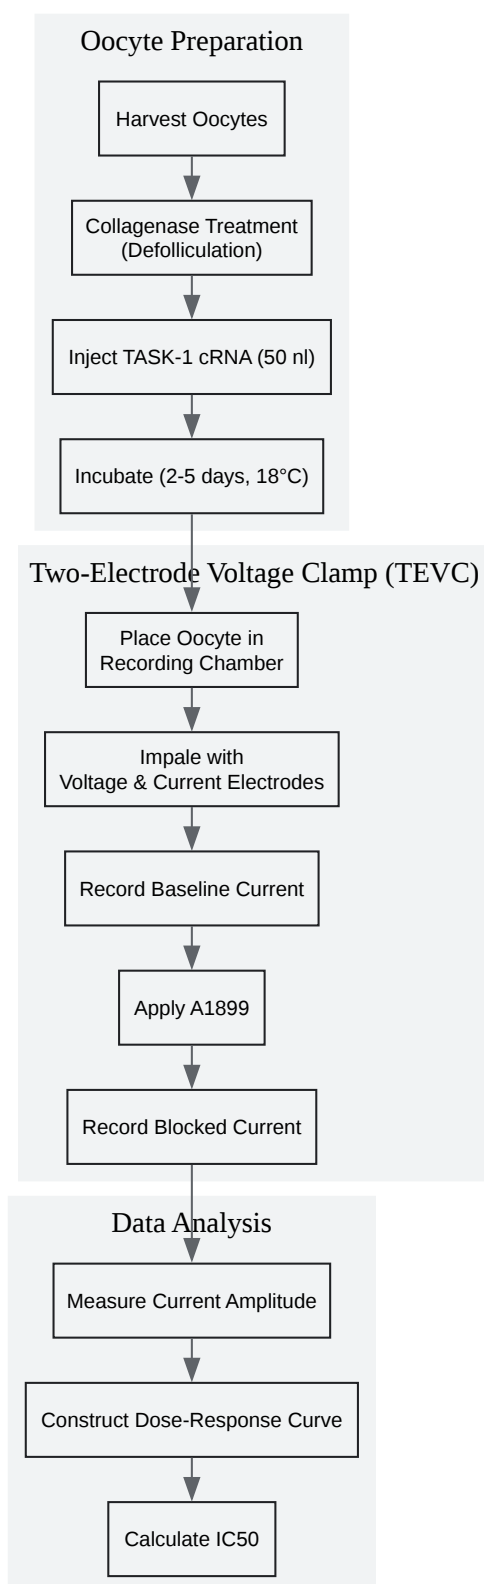 Oocyte Preparation
Harvest Oocytes
Collagenase Treatment
(Defolliculation)
Inject TASK-1 cRNA (50 nl)
Incubate (2-5 days, 18°C)
Two-Electrode Voltage Clamp (TEVC)
Place Oocyte in
Recording Chamber
Impale with
Voltage & Current Electrodes
Record Baseline Current
Apply A1899
Record Blocked Current
Data Analysis
Measure Current Amplitude
Construct Dose-Response Curve
Calculate IC50